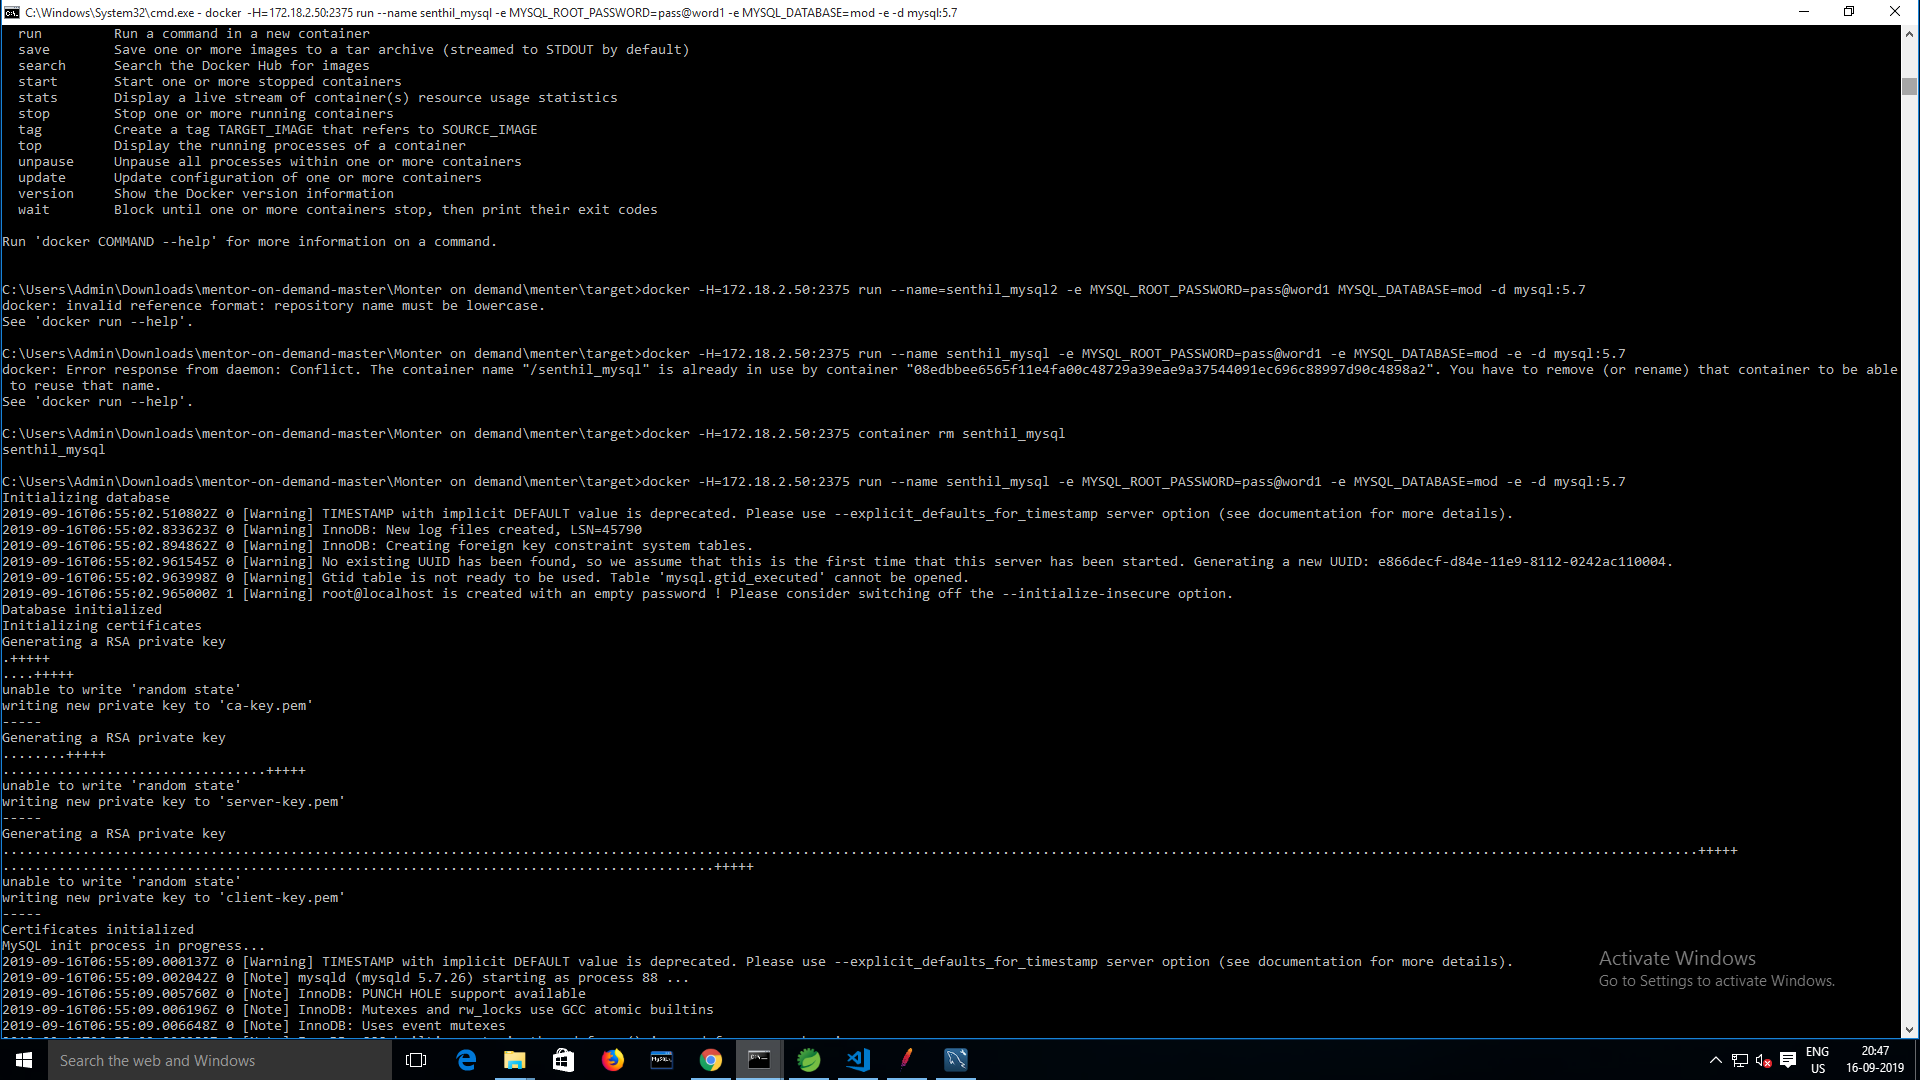 C:\Windows\System32\cmd.exe - docker -H=172.18.2.50:2375 run --name senthil_mysql -e MYSQL_ROOT_PASSWORD=pass@word1 -e MYSQL_DATABASE=mod -e -d mysql:5.7
run Run a command in a new container
save Save one or more images to a tar archive (streamed to STDOUT by default)
search Search the Docker Hub for images
start Start one or more stopped containers
stats Display a live stream of container(s) resource usage statistics
stop Stop one or more running containers
tag Create a tag TARGET_IMAGE that refers to SOURCE_IMAGE
top Display the running processes of a container
unpause Unpause all processes within one or more containers
update Update configuration of one or more containers
version Show the Docker version information
wait Block until one or more containers stop, then print their exit codes
Run 'docker COMMAND --help' for more information on a command.
C:\Users\Admin\Downloads\mentor-on-demand-master\Monter on demand\menter\target>docker -H=172.18.2.50:2375 run --name=senthil_mysql2 -e MYSQL_ROOT_PASSWORD=pass@word1 MYSQL_DATABASE=mod -d mysql:5.7
docker: invalid reference format: repository name must be lowercase.
See 'docker run --help'.
C:\Users\Admin\Downloads\mentor-on-demand-master\Monter on demand\menter\target>docker -H=172.18.2.50:2375 run --name senthil_mysql -e MYSQL_ROOT_PASSWORD=pass@word1 -e MYSQL_DATABASE=mod -e -d mysql:5.7
docker: Error response from daemon: Conflict. The container name "/senthil_mysql" is already in use by container "08edbbee6565f11e4fa00c48729a39eae9a37544091ec696c88997d90c4898a2". You have to remove (or rename) that container to be able
to reuse that name.
See 'docker run --help'.
C:\Users\Admin\Downloads\mentor-on-demand-master\Monter on demand\menter\target>docker -H=172.18.2.50:2375 container rm senthil_mysql
senthil_mysql
C:\Users\Admin\Downloads\mentor-on-demand-master\Monter on demand\menter\target>docker -H=172.18.2.50:2375 run --name senthil_mysql -e MYSQL_ROOT_PASSWORD=pass@word1 -e MYSQL_DATABASE=mod -e -d mysql:5.7
Initializing database
2019-09-16T06:55:02.510802Z 0 [Warning] TIMESTAMP with implicit DEFAULT value is deprecated. Please use --explicit_defaults_for_timestamp server option (see documentation for more details).
2019-09-16T06:55:02.833623Z 0 [Warning] InnoDB: New log files created, LSN=45790
2019-09-16T06:55:02.894862Z 0 [Warning] InnoDB: Creating foreign key constraint system tables.
2019-09-16T06:55:02.961545Z 0 [Warning] No existing UUID has been found, so we assume that this is the first time that this server has been started. Generating a new UUID: e866decf-d84e-11e9-8112-0242ac110004.
2019-09-16T06:55:02.963998Z 0 [Warning] Gtid table is not ready to be used. Table 'mysql.gtid_executed' cannot be opened.
2019-09-16T06:55:02.965000Z 1 [Warning] root@localhost is created with an empty password ! Please consider switching off the --initialize-insecure option.
Database initialized
Initializing certificates
Generating a RSA private key
.+++++
....+++++
unable to write 'random state'
writing new private key to 'ca-key.pem'
-----
Generating a RSA private key
........+++++
.................................+++++
unable to write 'random state'
writing new private key to 'server-key.pem'
-----
Generating a RSA private key
....................................................................................................................................................................................................................+++++
.........................................................................................+++++
unable to write 'random state'
writing new private key to 'client-key.pem'
-----
Certificates initialized
MySQL init process in progress...
2019-09-16T06:55:09.000137Z 0 [Warning] TIMESTAMP with implicit DEFAULT value is deprecated. Please use --explicit_defaults_for_timestamp server option (see documentation for more details).
2019-09-16T06:55:09.002042Z 0 [Note] mysqld (mysqld 5.7.26) starting as process 88 ...
2019-09-16T06:55:09.005760Z 0 [Note] InnoDB: PUNCH HOLE support available
2019-09-16T06:55:09.006196Z 0 [Note] InnoDB: Mutexes and rw_locks use GCC atomic builtins
2019-09-16T06:55:09.006648Z 0 [Note] InnoDB: Uses event mutexes
Activate Windows
Go to Settings to activate Windows.
Search the web and Windows
ENG
US
20:47
16-09-2019